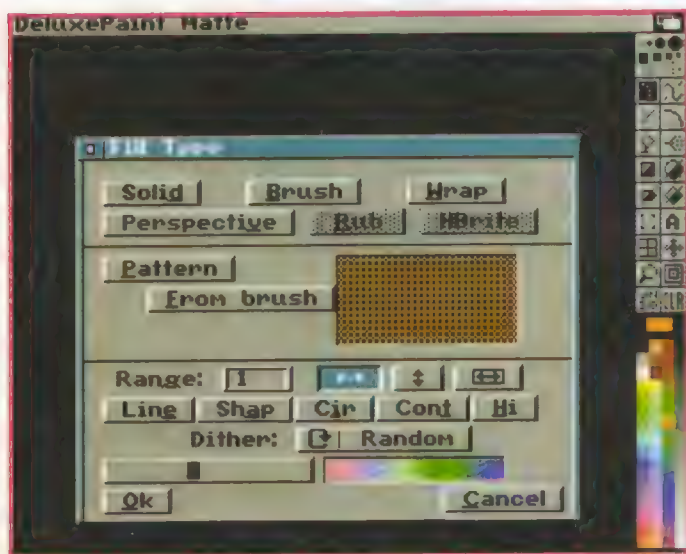 DeluxePaint Matte
Fill Type
Solid Brush Wrap
Perspective Rub HBrite
Pattern
From brush
Range: 1
Line Shap Cir Cont Hi
Dither: Random
Ok Cancel
A
CLR